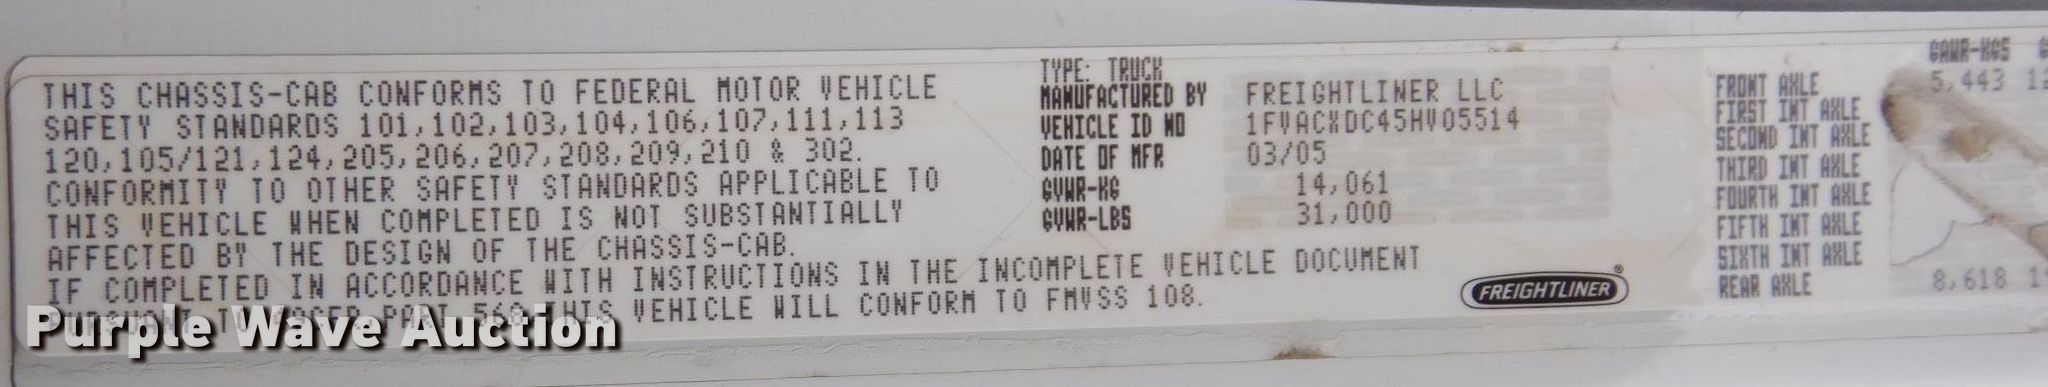 THIS CHASSIS-CAB CONFORMS TO FEDERAL MOTOR VEHICLE
SAFETY STANDARDS 101,102,103,104,106,107,111,113
120,105/121,124,205,206,207,208,209,210 & 302.
CONFORMITY TO OTHER SAFETY STANDARDS APPLICABLE TO
THIS VEHICLE WHEN COMPLETED IS NOT SUBSTANTIALLY
AFFECTED BY THE DESIGN OF THE CHASSIS-CAB.
IF COMPLETED IN ACCORDANCE WITH INSTRUCTIONS IN THE INCOMPLETE VEHICLE DOCUMENT
PURSUANT TO 49CFR PART 568 THIS VEHICLE WILL CONFORM TO FMVSS 108.
TYPE: TRUCK
MANUFACTURED BY FREIGHTLINER LLC
VEHICLE ID NO 1FVACXDC45HV05514
DATE OF MFR 03/05
GVWR-KG 14,061
GVWR-LBS 31,000
FREIGHTLINER
GAWR-KGS
FRONT AXLE 5,443
FIRST INT AXLE
SECOND INT AXLE
THIRD INT AXLE
FOURTH INT AXLE
FIFTH INT AXLE
SIXTH INT AXLE
REAR AXLE 8,618
Purple Wave Auction